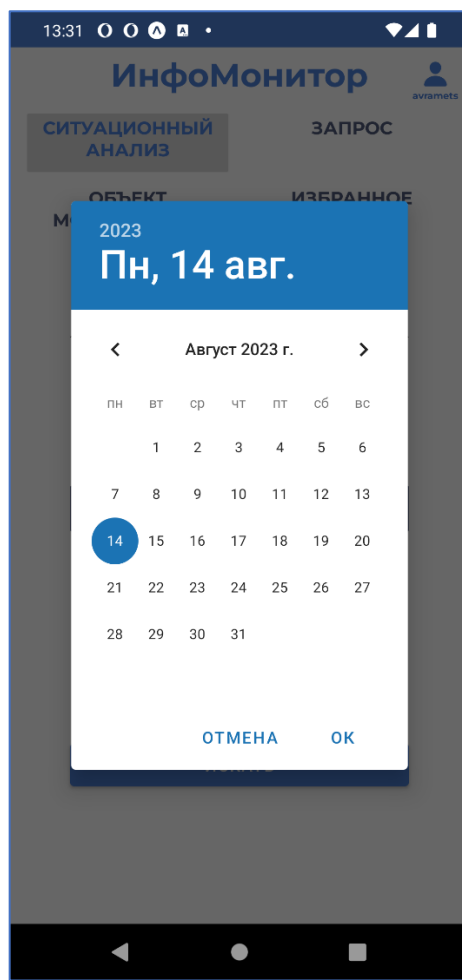 13:31
ИнфоМонитор
avramets
СИТУАЦИОННЫЙ
АНАЛИЗ
ЗАПРОС
ОБЪЕКТ
ИЗБРАННОЕ
2023
Пн, 14 авг.
Август 2023 г.
пн вт ср чт пт сб вс
1 2 3 4 5 6
7 8 9 10 11 12 13
14 15 16 17 18 19 20
21 22 23 24 25 26 27
28 29 30 31
ОТМЕНА ОК